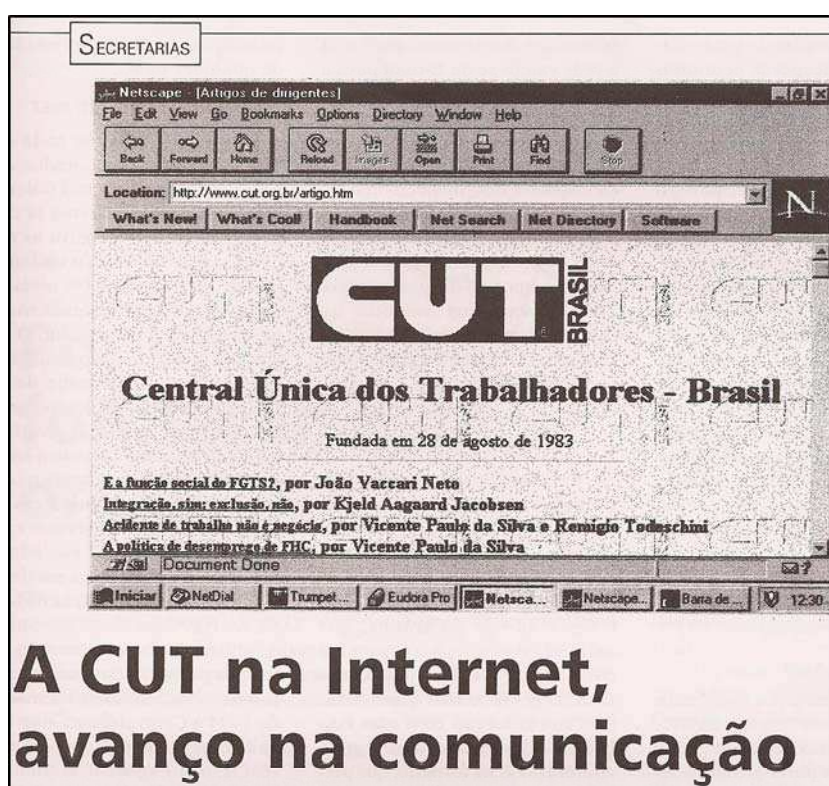 SECRETARIAS
Netscape - [Artigos de dirigentes]
File Edit View Go Bookmarks Options Directory Window Help
Back Forward Home Reload Images Open Print Find Stop
Location: http://www.cut.org.br/artigo.htm
N
What's New! What's Cool! Handbook Net Search Net Directory Software
CUT BRASIL
Central Única dos Trabalhadores - Brasil
Fundada em 28 de agosto de 1983
E a função social do FGTS?, por João Vaccari Neto
Integração, sim; exclusão, não, por Kjeld Aagaard Jacobsen
Acidente de trabalho não é negócio, por Vicente Paulo da Silva e Remigio Todeschini
A política de desemprego de FHC, por Vicente Paulo da Silva
Document Done
Iniciar NetDial Trumpet... Eudora Pro Netsca... Netscape... Barra de ... 12:30
A CUT na Internet,
avanço na comunicação